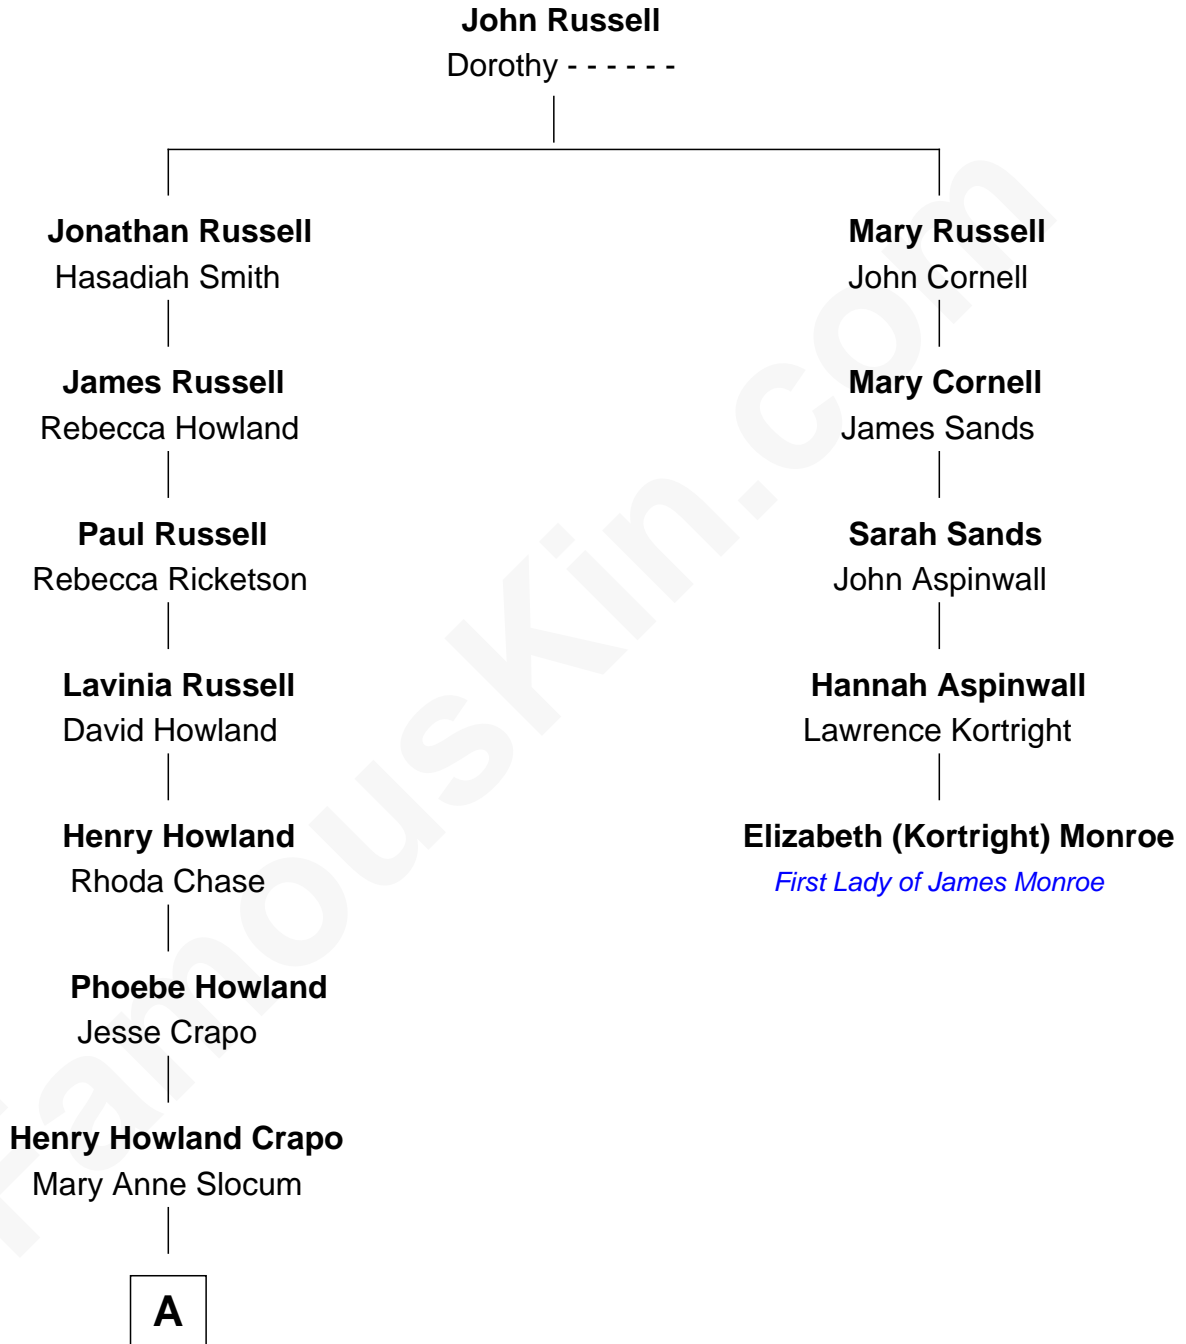 John Russell
Dorothy - - - - - -
Jonathan Russell
Hasadiah Smith
Mary Russell
John Cornell
James Russell
Rebecca Howland
Mary Cornell
James Sands
Paul Russell
Rebecca Ricketson
Sarah Sands
John Aspinwall
Lavinia Russell
David Howland
Hannah Aspinwall
Lawrence Kortright
Henry Howland
Rhoda Chase
Elizabeth (Kortright) Monroe
First Lady of James Monroe
Phoebe Howland
Jesse Crapo
Henry Howland Crapo
Mary Anne Slocum
A
FamousKin.com